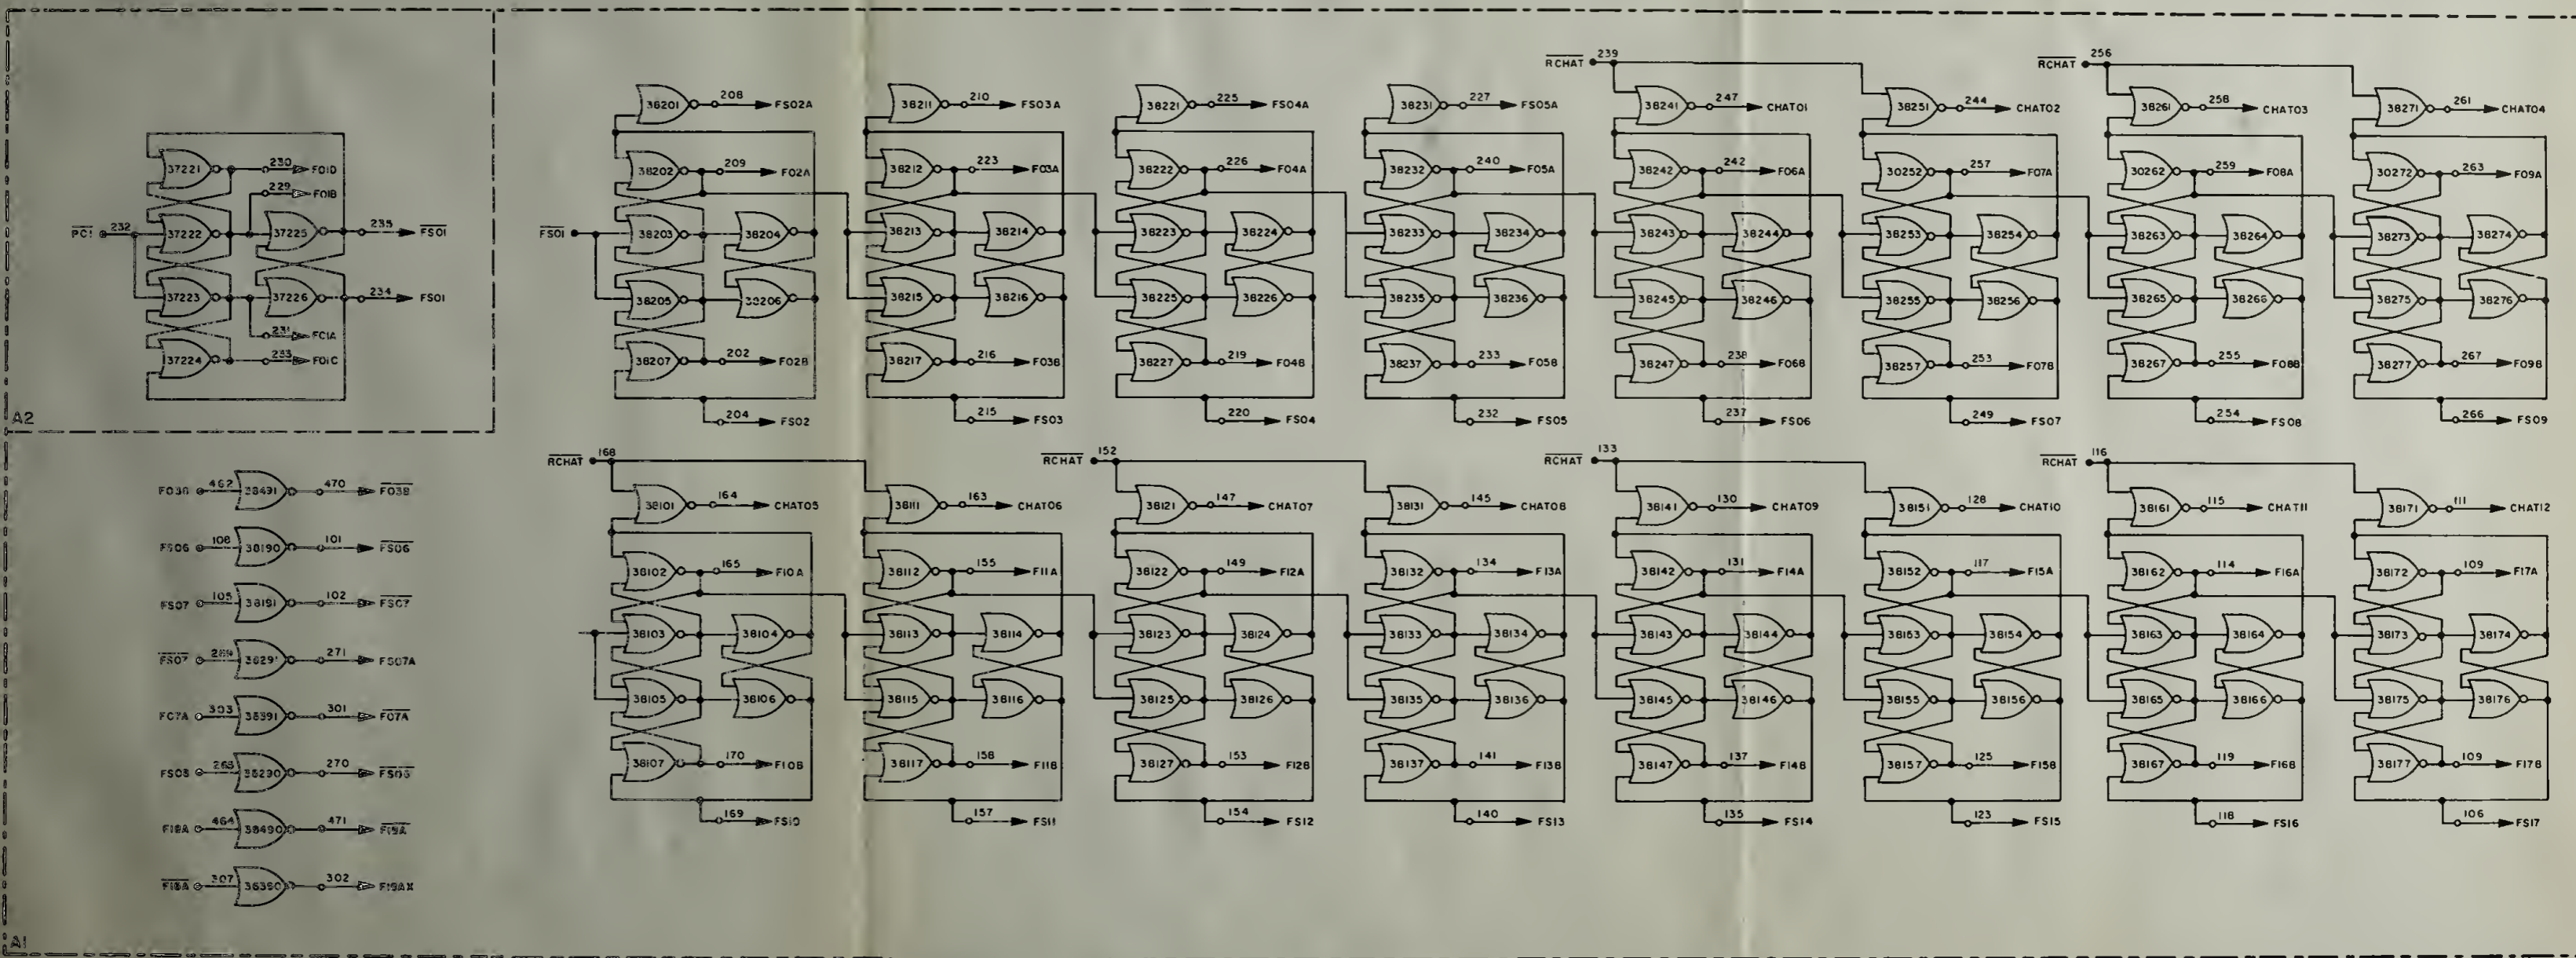 RCHAT 239
RCHAT 256
38201 208 FS02A
38211 210 FS03A
38221 225 FS04A
38231 227 FS05A
38241 247 CHAT01
38251 244 CHAT02
38261 258 CHAT03
38271 261 CHAT04
37221 230 F01D
229 F01B
38202 209 F02A
38212 223 F03A
38222 226 F04A
38232 240 F05A
38242 242 F06A
30252 257 F07A
30262 259 F08A
30272 263 F09A
232 37222 37225 235 FS01
FS01 38203 38204
38213 38214
38223 38224
38233 38234
38243 38244
38253 38254
38263 38264
38273 38274
37223 37226 234 FS01
38205 38206
38215 38216
38225 38226
38235 38236
38245 38246
38255 38256
38265 38266
38275 38276
231
37224 233 F01C
38207 202 F02B
38217 216 F03B
38227 219 F04B
38237 233 F05B
38247 238 F06B
38257 253 F07B
38267 255 F08B
38277 267 F09B
A2
204 FS02
215 FS03
220 FS04
232 FS05
237 FS06
249 FS07
254 FS08
266 FS09
RCHAT 168
RCHAT 152
RCHAT 133
RCHAT 116
462 38491 470 F03B
38101 164 CHAT05
38111 163 CHAT06
38121 147 CHAT07
38131 145 CHAT08
38141 130 CHAT09
38151 128 CHAT10
38161 115 CHAT11
38171 111 CHAT12
FS06 108 38190 101 FS06
38102 165 F10A
38112 155 F11A
38122 149 F12A
38132 134 F13A
38142 131 F14A
38152 117 F15A
38162 114 F16A
38172 109 F17A
FS07 105 38191 102 FS07
38103 38104
38113 38114
38123 38124
38133 38134
38143 38144
38153 38154
38163 38164
38173 38174
FS07 271 FS07A
38105 38106
38115 38116
38125 38126
38135 38136
38145 38146
38155 38156
38165 38166
38175 38176
303 38391 301 F07A
38107 170 F10B
38117 158 F11B
38127 153 F12B
38137 141 F13B
38147 137 F14B
38157 125 F15B
38167 119 F16B
38177 109 F17B
270
169 FS10
157 FS11
154 FS12
140 FS13
135 FS14
123 FS15
118 FS16
106 FS17
464 38490 471
307 302
A1